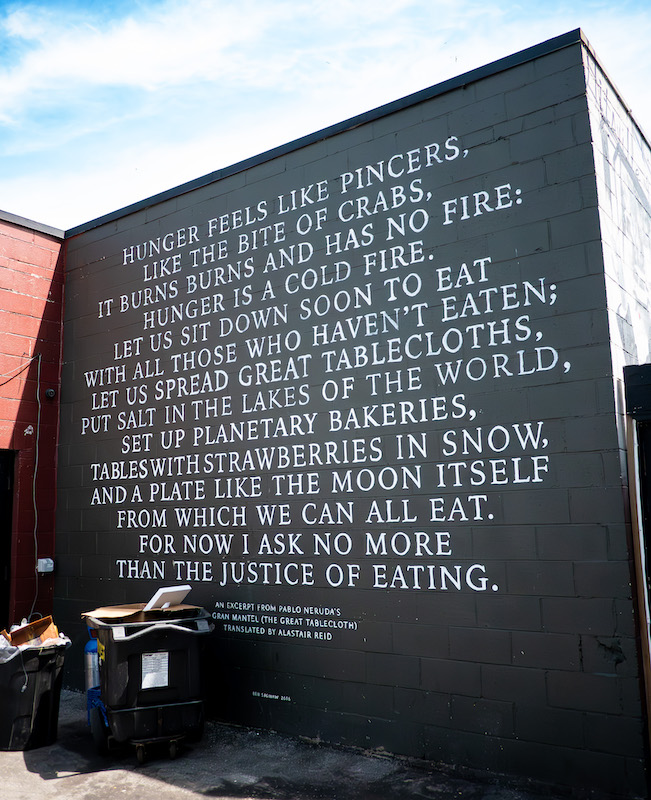 HUNGER FEELS LIKE PINCERS,
LIKE THE BITE OF CRABS,
IT BURNS BURNS AND HAS NO FIRE:
HUNGER IS A COLD FIRE.
LET US SIT DOWN SOON TO EAT
WITH ALL THOSE WHO HAVEN'T EATEN;
LET US SPREAD GREAT TABLECLOTHS,
PUT SALT IN THE LAKES OF THE WORLD,
SET UP PLANETARY BAKERIES,
TABLES WITH STRAWBERRIES IN SNOW,
AND A PLATE LIKE THE MOON ITSELF
FROM WHICH WE CAN ALL EAT.
FOR NOW I ASK NO MORE
THAN THE JUSTICE OF EATING.
AN EXCERPT FROM PABLO NERUDA'S
GRAN MANTEL (THE GREAT TABLECLOTH)
TRANSLATED BY ALASTAIR REID